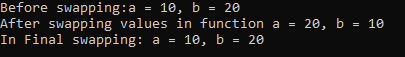 Before swapping:a = 10, b = 20
After swapping values in function a = 20, b = 10
In Final swapping: a = 10, b = 20